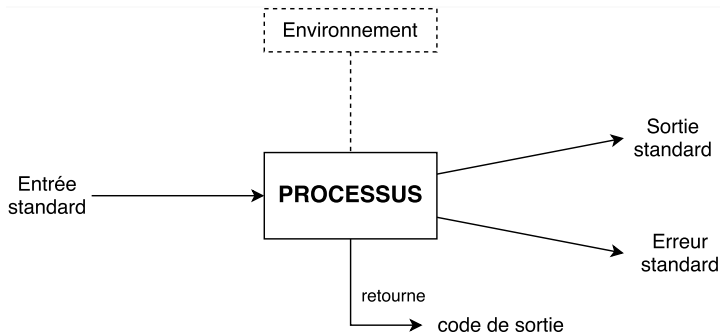 Environnement
Entrée
standard
PROCESSUS
Sortie
standard
Erreur
standard
retourne
code de sortie